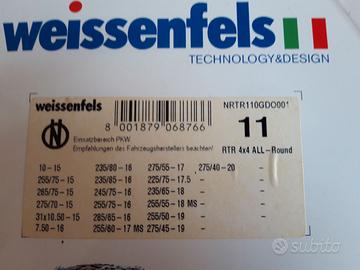 weissenfels
TECHNOLOGY&DESIGN
weissenfels
NRTR110GDO001
8 001879 068766
11
Einsatzbereich PKW
Empfehlungen des Fahrzeugherstellers beachten!
RTR 4x4 ALL-Round
10 - 15 235/80 - 16 275/55 - 17 275/40 - 20 -
255/75 - 15 235/85 - 16 225/75 - 17.5 - -
265/75 - 15 245/75 - 16 235/65 - 18 - -
275/70 - 15 255/65 - 16 255/55 - 18 MS - -
31x10.50 - 15 285/65 - 16 255/50 - 19 - -
7.50 - 16 255/60 - 17 MS 275/45 - 19 - -
subito